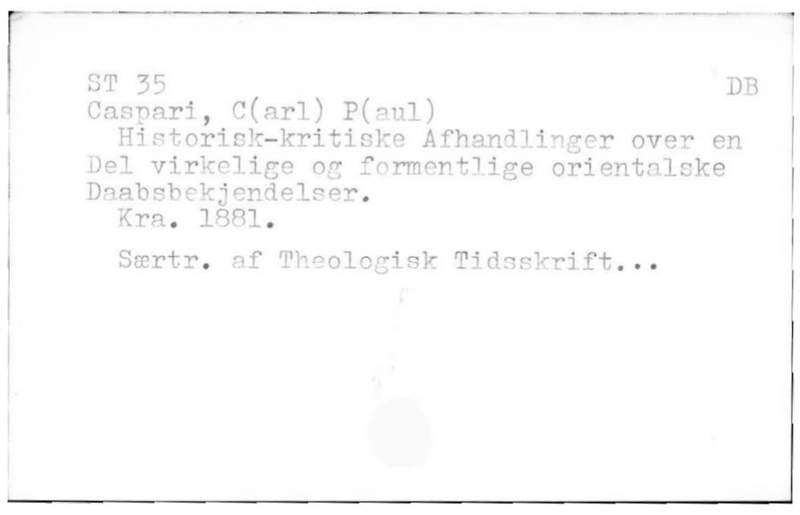 ST 35 DB
Caspari, C(arl) P(aul)
Historisk-kritiske Afhandlinger over en
Del virkelige og formentlige orientalske
Daabsbekjendelser.
Kra. 1881.
Særtr. af Theologisk Tidsskrift...